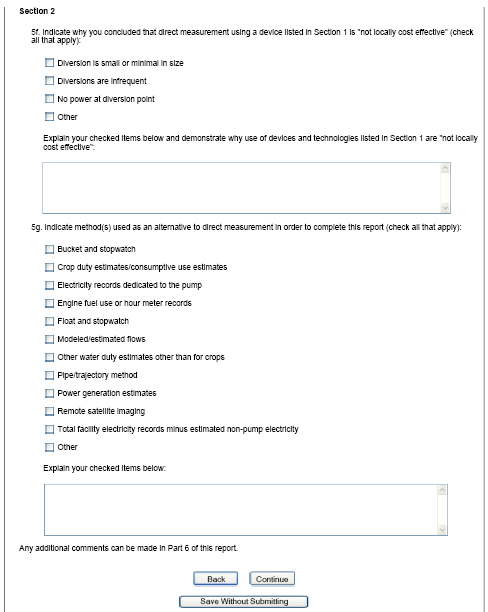 Section 2
5f. Indicate why you concluded that direct measurement using a device listed in Section 1 is "not locally cost effective" (check
all that apply):
Diversion is small or minimal in size
Diversions are infrequent
No power at diversion point
Other
Explain your checked items below and demonstrate why use of devices and technologies listed in Section 1 are "not locally
cost effective":
5g. Indicate method(s) used as an alternative to direct measurement in order to complete this report (check all that apply):
Bucket and stopwatch
Crop duty estimates/consumptive use estimates
Electricity records dedicated to the pump
Engine fuel use or hour meter records
Float and stopwatch
Modeled/estimated flows
Other water duty estimates other than for crops
Pipe/trajectory method
Power generation estimates
Remote satellite imaging
Total facility electricity records minus estimated non-pump electricity
Other
Explain your checked items below:
Any additional comments can be made in Part 6 of this report.
Back Continue
Save Without Submitting